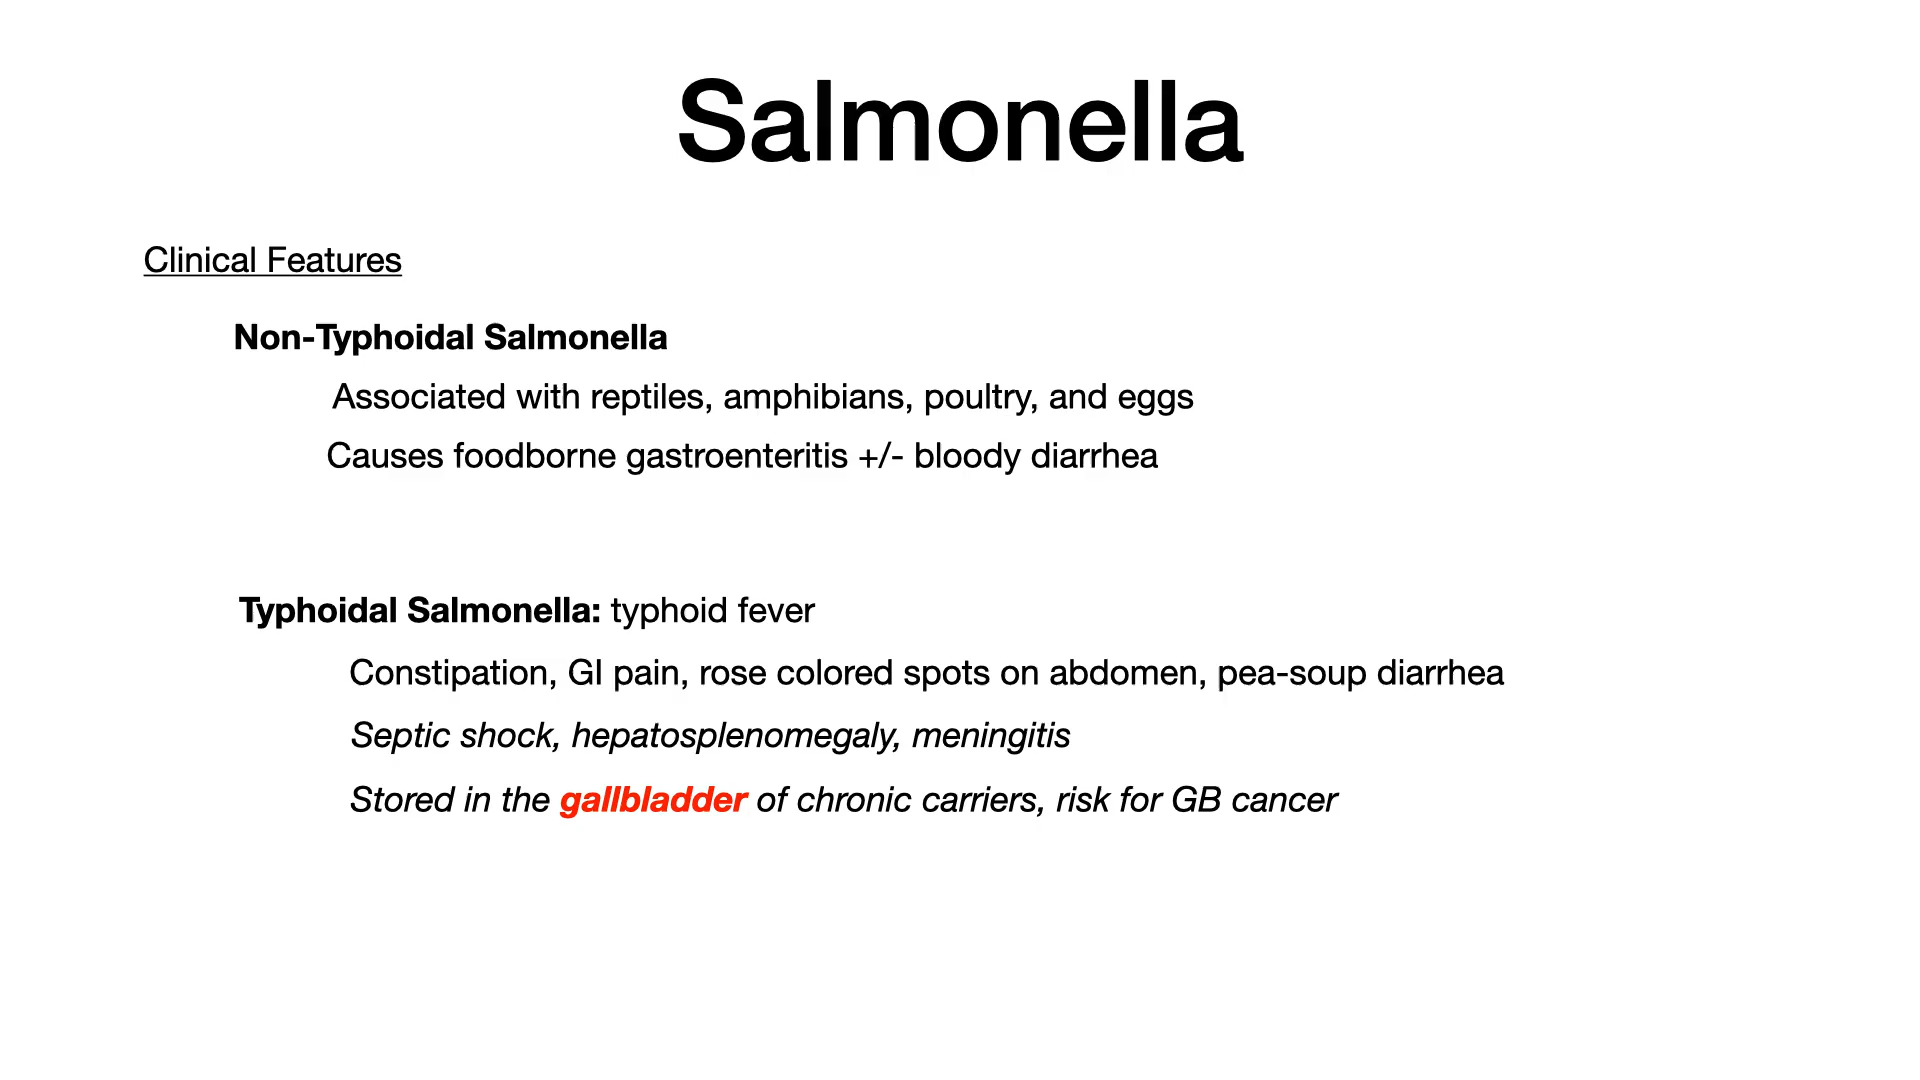 Salmonella
Clinical Features
Non-Typhoidal Salmonella
Associated with reptiles, amphibians, poultry, and eggs
Causes foodborne gastroenteritis +/- bloody diarrhea
Typhoidal Salmonella: typhoid fever
Constipation, GI pain, rose colored spots on abdomen, pea-soup diarrhea
Septic shock, hepatosplenomegaly, meningitis
Stored in the gallbladder of chronic carriers, risk for GB cancer